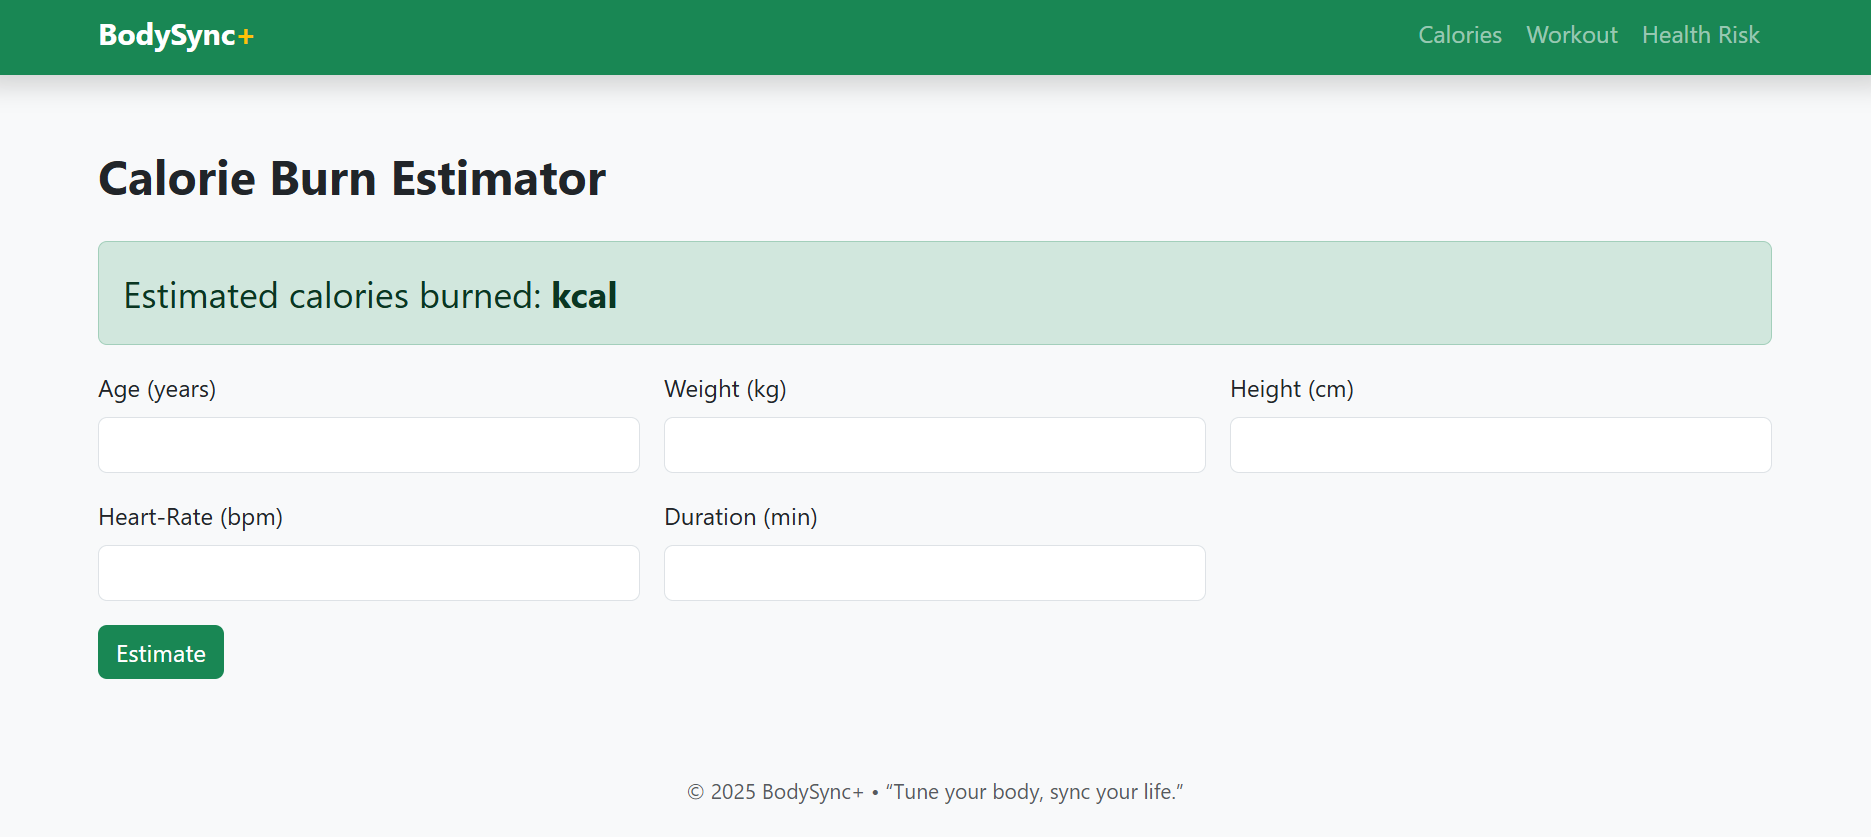 BodySync+
Calories Workout Health Risk
Calorie Burn Estimator
Estimated calories burned: kcal
Age (years) Weight (kg) Height (cm)
Heart-Rate (bpm) Duration (min)
Estimate
© 2025 BodySync+ • “Tune your body, sync your life.”